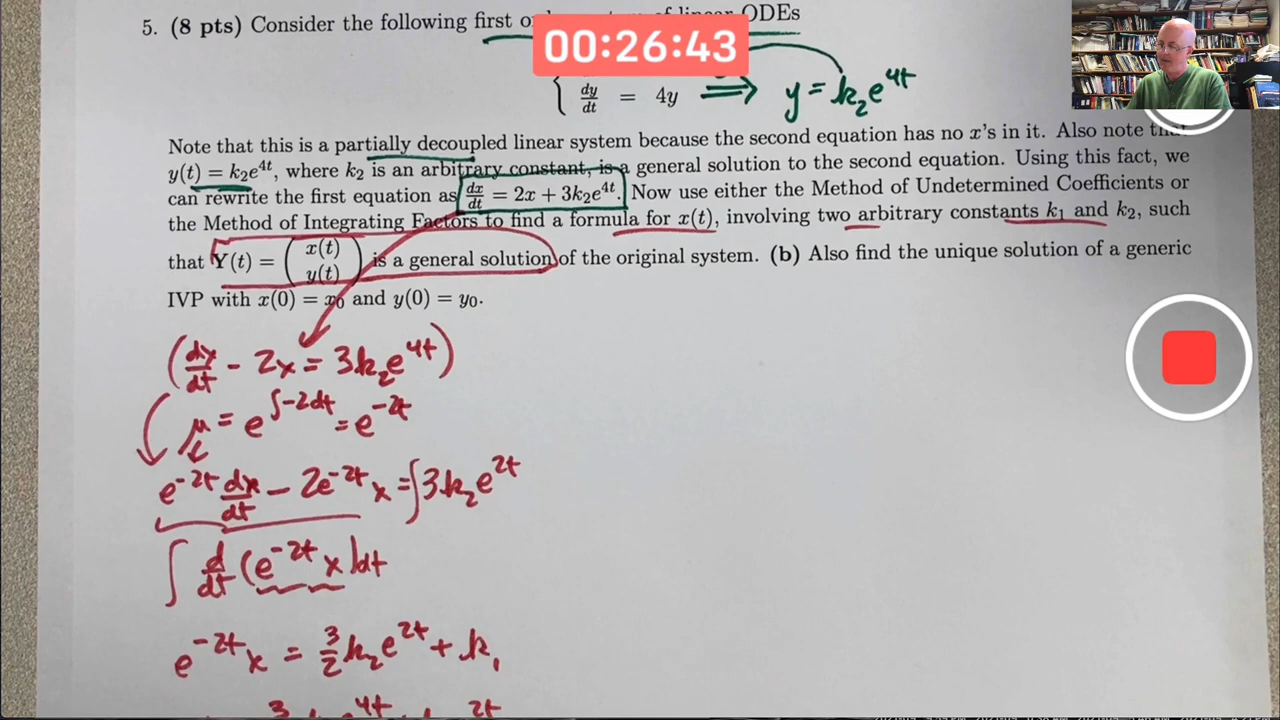 5. (8 pts) Consider the following first o of linear ODEs
00:26:43
dy/dt = 4y ⟹ y = k₂e^{4t}
Note that this is a partially decoupled linear system because the second equation has no x's in it. Also note that
y(t) = k₂e^{4t}, where k₂ is an arbitrary constant, is a general solution to the second equation. Using this fact, we
can rewrite the first equation as dx/dt = 2x + 3k₂e^{4t} Now use either the Method of Undetermined Coefficients or
the Method of Integrating Factors to find a formula for x(t), involving two arbitrary constants k₁ and k₂, such
that Y(t) = ( x(t) y(t) ) is a general solution of the original system. (b) Also find the unique solution of a generic
IVP with x(0) = x₀ and y(0) = y₀.
(dx/dt - 2x = 3k₂e^{4t})
μ = e^{∫-2dt} = e^{-2t}
e^{-2t} dx/dt - 2e^{-2t} x = ∫3k₂e^{2t}
∫ d/dt (e^{-2t} x) dt
e^{-2t} x = 3/2 k₂e^{2t} + k₁